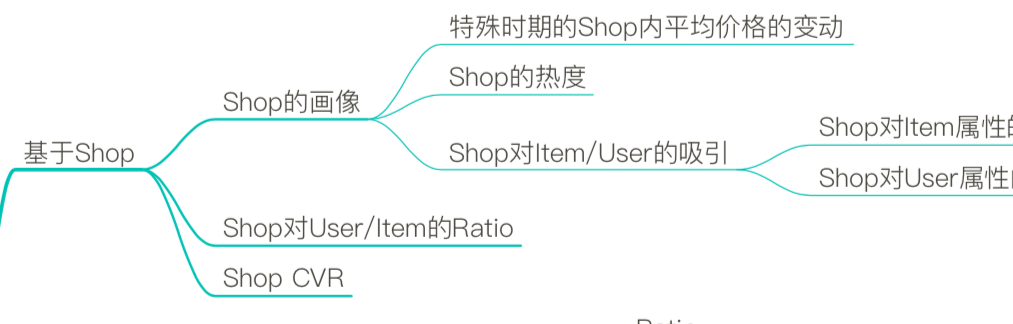 特殊时期的Shop内平均价格的变动
Shop的热度
Shop的画像
Shop对Item属性
基于Shop
Shop对Item/User的吸引
Shop对User属性
Shop对User/Item的Ratio
Shop CVR